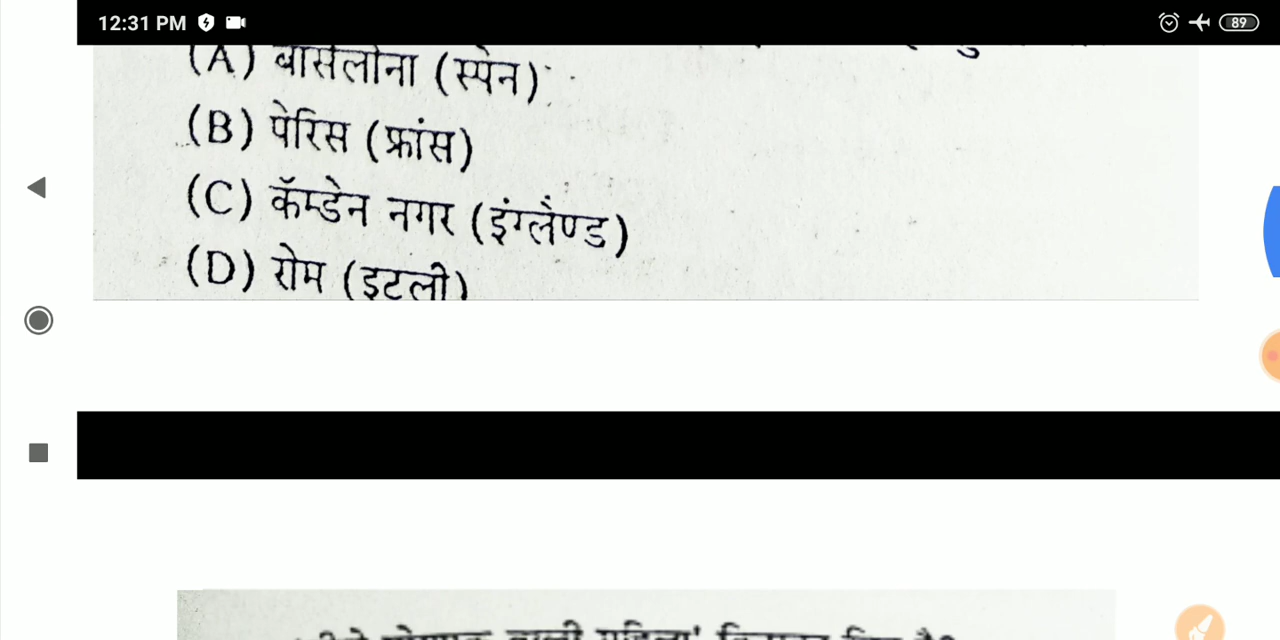 12:31 PM
89
(A) बार्सेलोना (स्पेन)
(B) पेरिस (फ्रांस)
(C) कॅम्डेन नगर (इंग्लैण्ड)
(D) रोम (इटली)